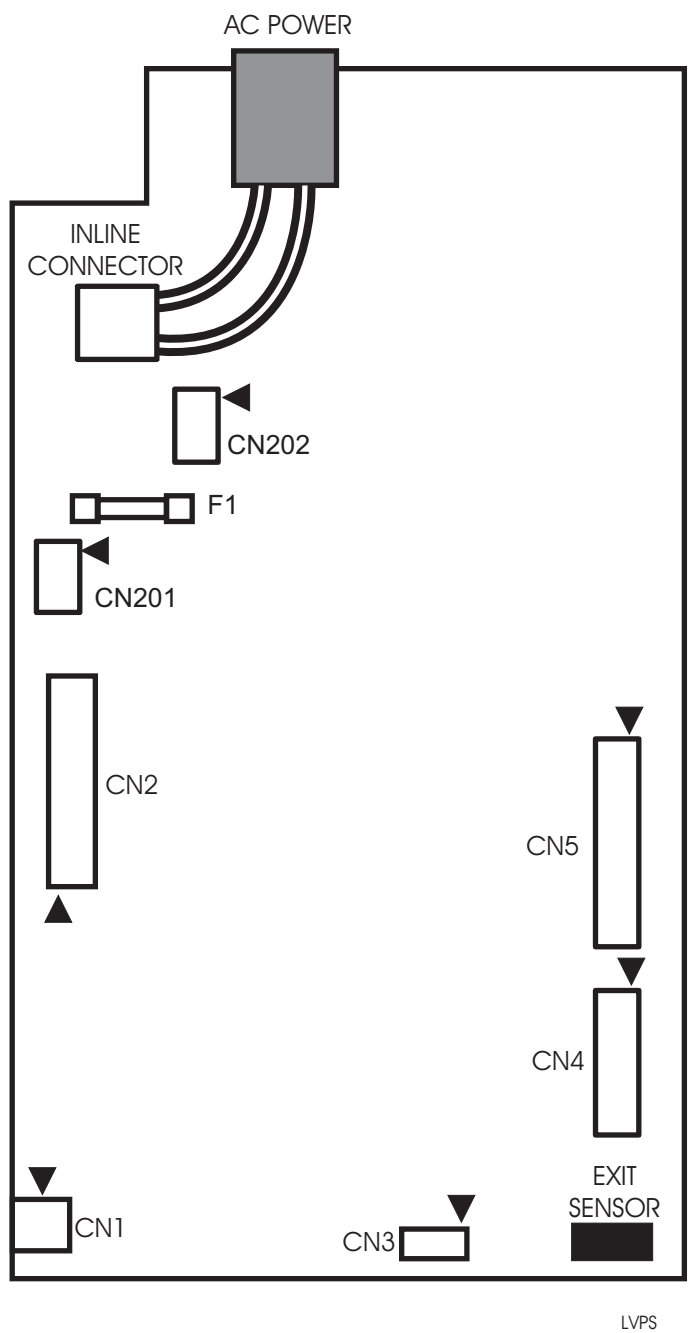 AC POWER
INLINE
CONNECTOR
CN202
F1
CN201
CN2
CN5
CN4
EXIT
SENSOR
CN1
CN3
LVPS